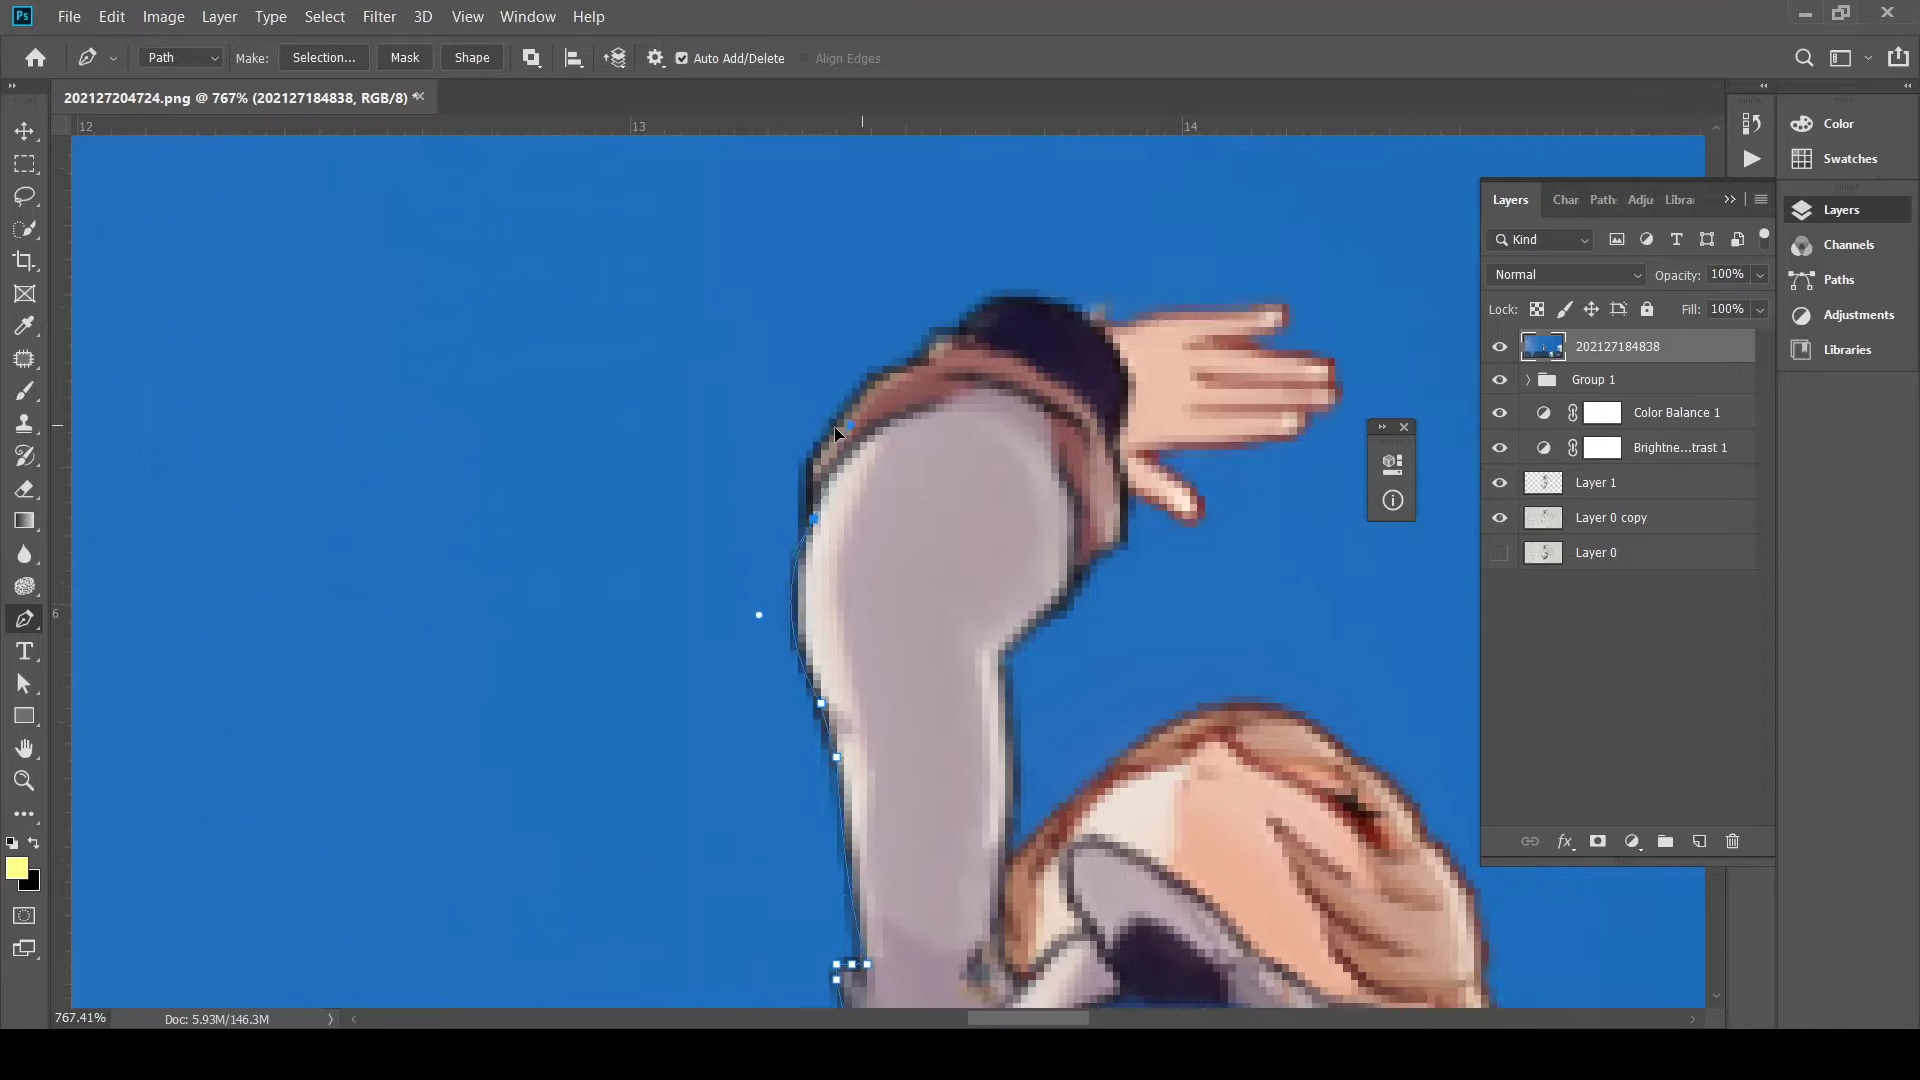 Ps File Edit Image Layer Type Select Filter 3D View Window Help
Path Make: Selection... Mask Shape Auto Add/Delete Align Edges
202127204724.png @ 767% (202127184838, RGB/8) *
12 13 14
6
Color
Swatches
Layers
Channels
Paths
Adjustments
Libraries
Layers Char Path: Adju Librar
Kind
Normal Opacity: 100%
Lock: Fill: 100%
202127184838
Group 1
Color Balance 1
Brightne...trast 1
Layer 1
Layer 0 copy
Layer 0
fx
767.41% Doc: 5.93M/146.3M